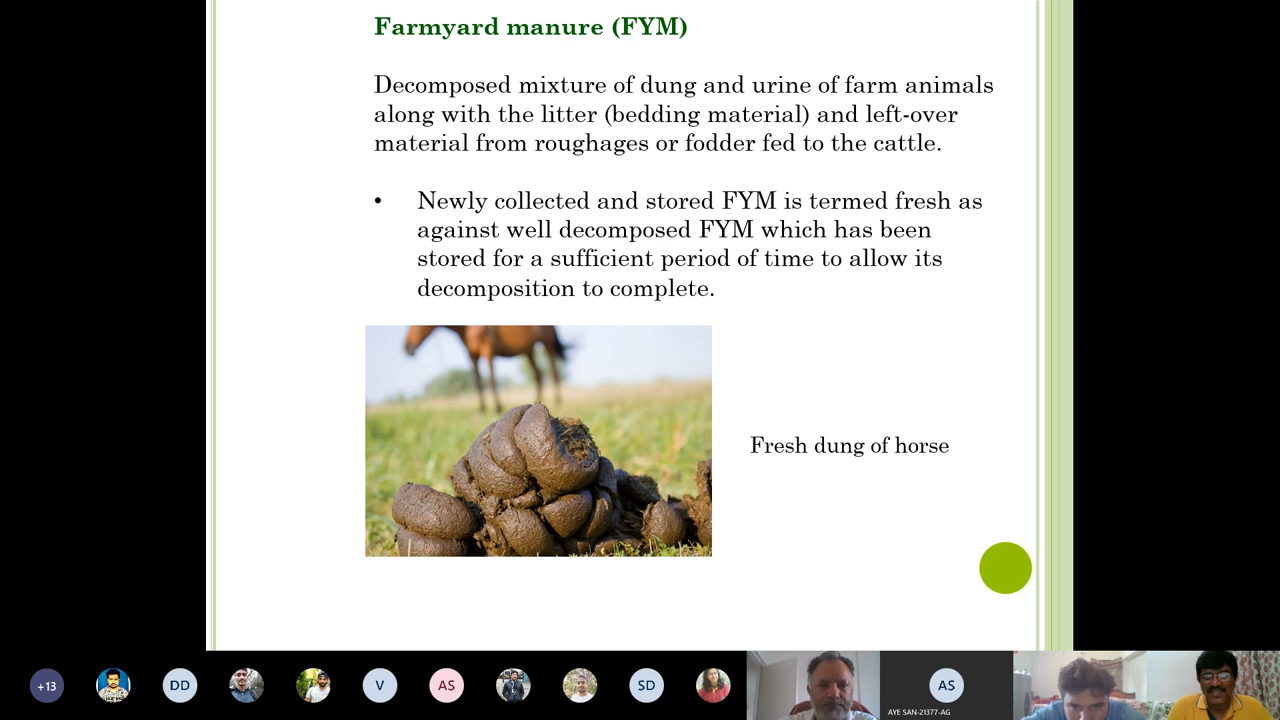 Farmyard manure (FYM)
Decomposed mixture of dung and urine of farm animals
along with the litter (bedding material) and left-over
material from roughages or fodder fed to the cattle.
• Newly collected and stored FYM is termed fresh as
against well decomposed FYM which has been
stored for a sufficient period of time to allow its
decomposition to complete.
Fresh dung of horse
+13 DD V AS SD AS
AYE SAN-21377-AG